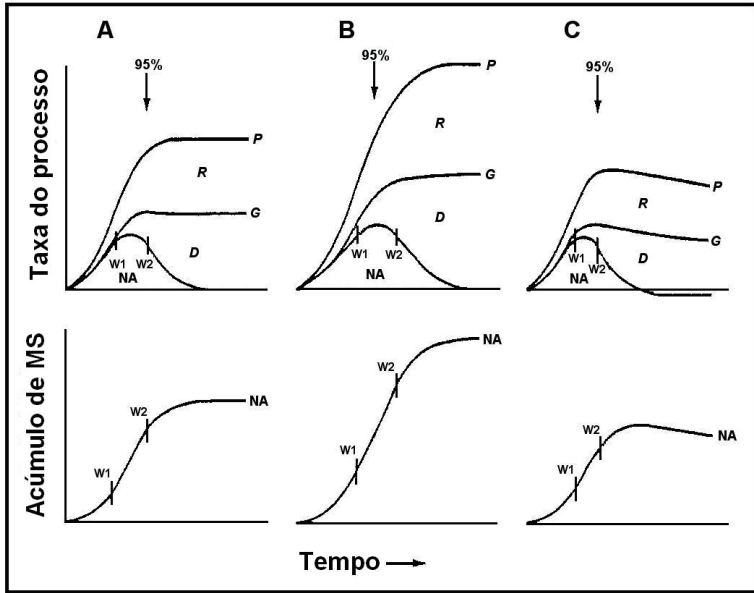 A B C
95% 95% 95%
Taxa do processo
P
R
G
D
W1 W2
NA
P
R
G
D
W1 W2
NA
P
R
G
D
W1
W2
NA
Acúmulo de MS
W1
W2
NA
W1
W2
NA
W1
W2
NA
Tempo